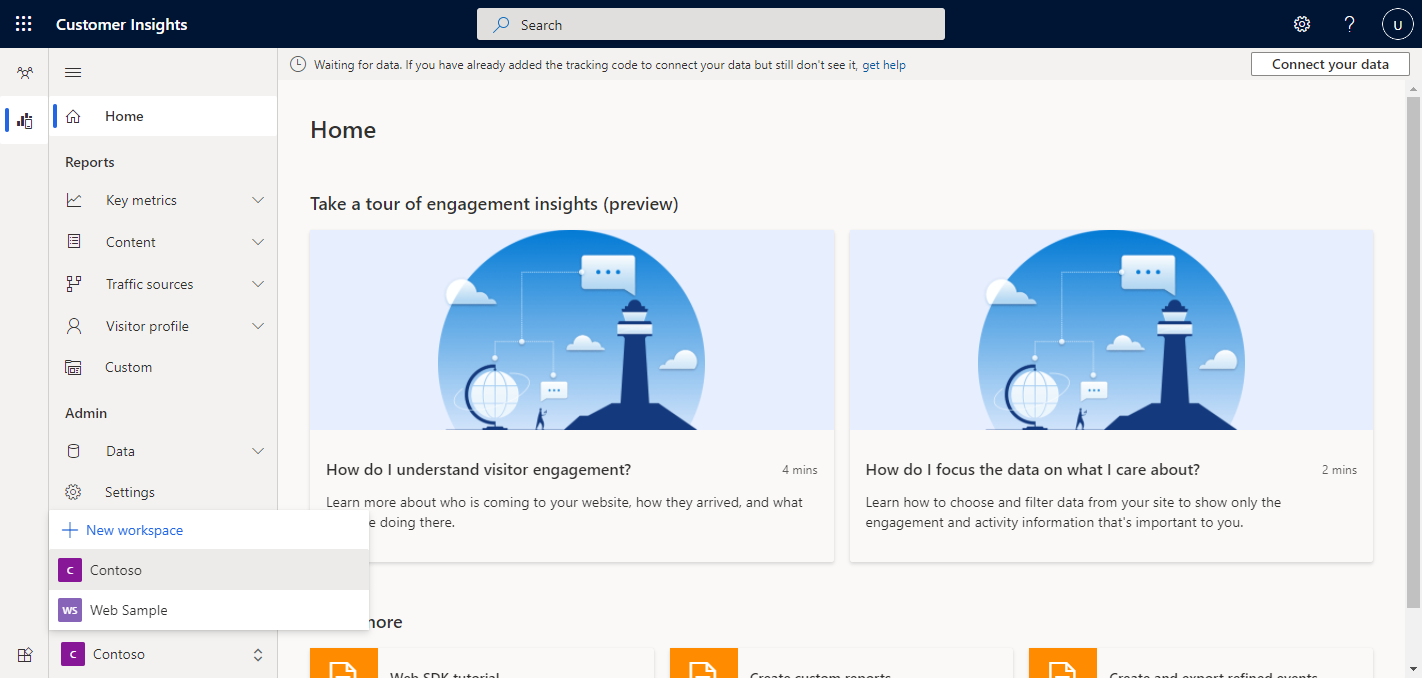 Customer Insights
Search
?
U
Waiting for data. If you have already added the tracking code to connect your data but still don't see it, get help
Connect your data
Home
Reports
Key metrics
Content
Traffic sources
Visitor profile
Custom
Admin
Data
Settings
New workspace
C Contoso
WS Web Sample
C Contoso
Home
Take a tour of engagement insights (preview)
How do I understand visitor engagement?
4 mins
Learn more about who is coming to your website, how they arrived, and what
e doing there.
How do I focus the data on what I care about?
2 mins
Learn how to choose and filter data from your site to show only the
engagement and activity information that's important to you.
more
Web SDK tutorial
Create custom reports
Create and export refined events